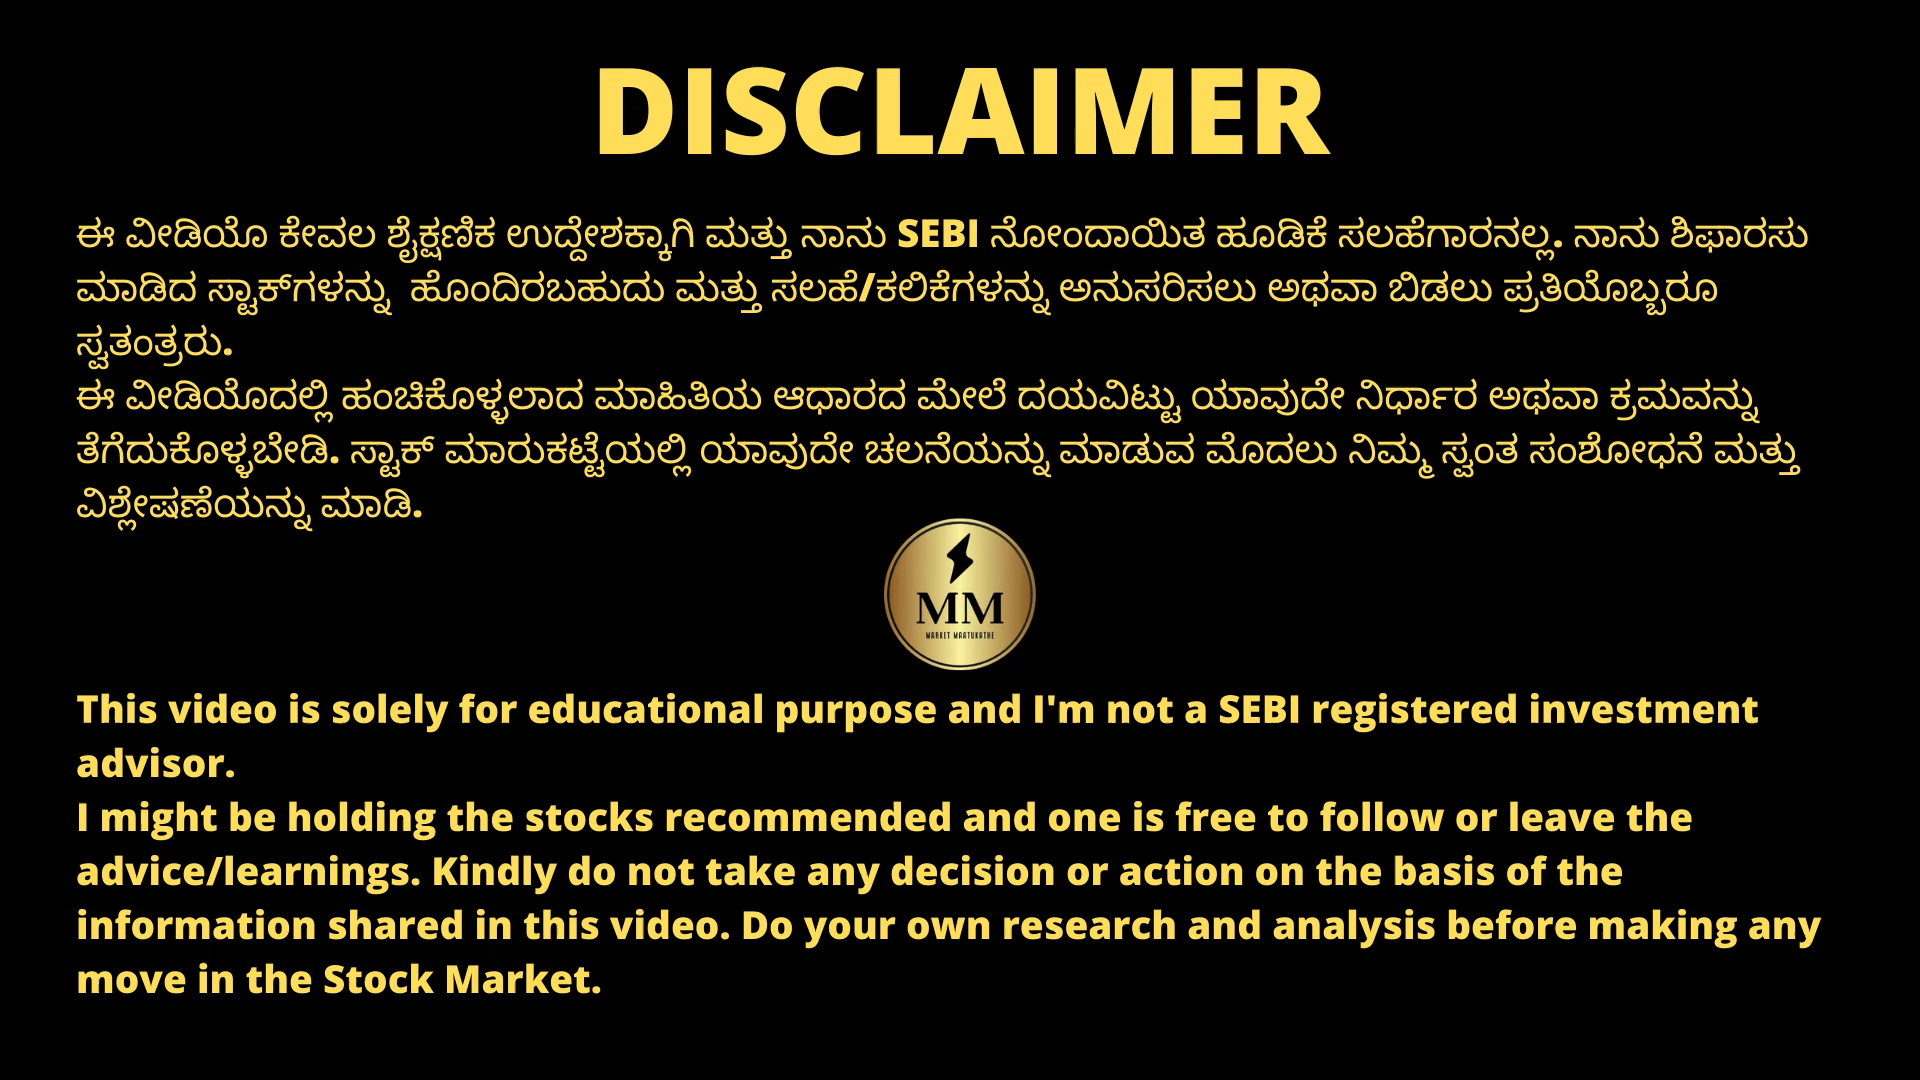 DISCLAIMER
ಈ ವೀಡಿಯೊ ಕೇವಲ ಶೈಕ್ಷಣಿಕ ಉದ್ದೇಶಕ್ಕಾಗಿ ಮತ್ತು ನಾನು SEBI ನೋಂದಾಯಿತ ಹೂಡಿಕೆ ಸಲಹೆಗಾರನಲ್ಲ. ನಾನು ಶಿಫಾರಸು
ಮಾಡಿದ ಸ್ಟಾಕ್‌ಗಳನ್ನು ಹೊಂದಿರಬಹುದು ಮತ್ತು ಸಲಹೆ/ಕಲಿಕೆಗಳನ್ನು ಅನುಸರಿಸಲು ಅಥವಾ ಬಿಡಲು ಪ್ರತಿಯೊಬ್ಬರೂ
ಸ್ವತಂತ್ರರು.
ಈ ವೀಡಿಯೊದಲ್ಲಿ ಹಂಚಿಕೊಳ್ಳಲಾದ ಮಾಹಿತಿಯ ಆಧಾರದ ಮೇಲೆ ದಯವಿಟ್ಟು ಯಾವುದೇ ನಿರ್ಧಾರ ಅಥವಾ ಕ್ರಮವನ್ನು
ತೆಗೆದುಕೊಳ್ಳಬೇಡಿ. ಸ್ಟಾಕ್ ಮಾರುಕಟ್ಟೆಯಲ್ಲಿ ಯಾವುದೇ ಚಲನೆಯನ್ನು ಮಾಡುವ ಮೊದಲು ನಿಮ್ಮ ಸ್ವಂತ ಸಂಶೋಧನೆ ಮತ್ತು
ವಿಶ್ಲೇಷಣೆಯನ್ನು ಮಾಡಿ.
MM
MARKET MAATUKATHE
This video is solely for educational purpose and I'm not a SEBI registered investment
advisor.
I might be holding the stocks recommended and one is free to follow or leave the
advice/learnings. Kindly do not take any decision or action on the basis of the
information shared in this video. Do your own research and analysis before making any
move in the Stock Market.